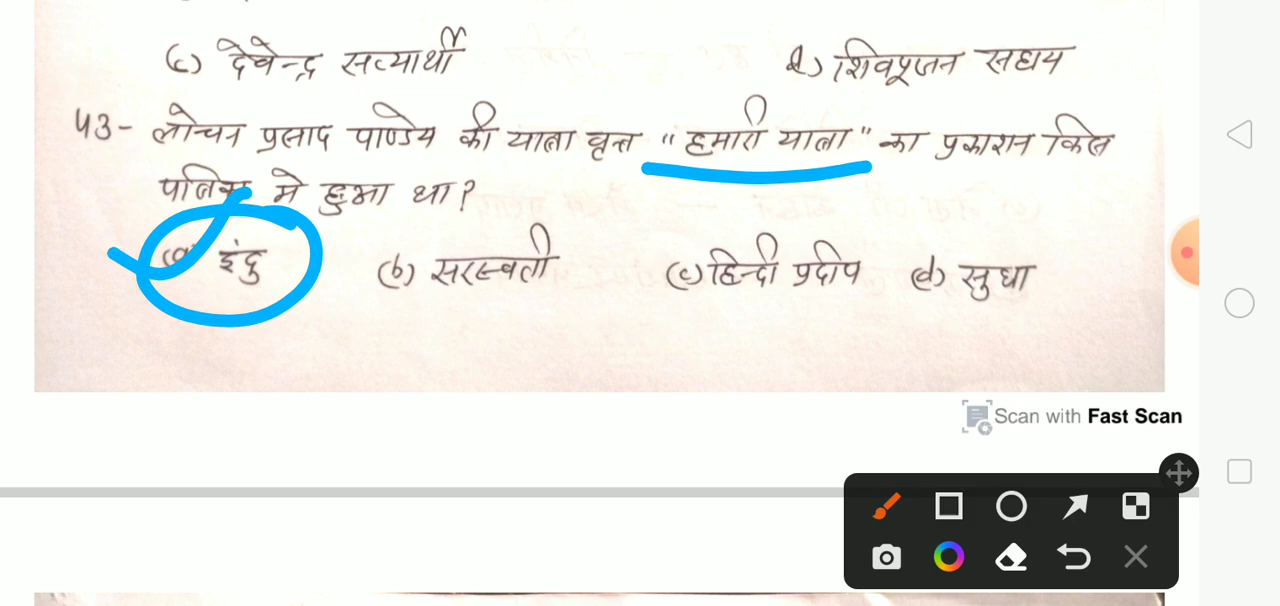 (c) देवेन्द्र सत्यार्थी d) शिवपूजन सहाय
43- लोचन प्रसाद पाण्डेय की यात्रा वृत्त "हमारी यात्रा" का प्रकाशन किस
पत्रिका मे हुआ था?
(a) इंदु (b) सरस्वती (c) हिन्दी प्रदीप (d) सुधा
Scan with Fast Scan